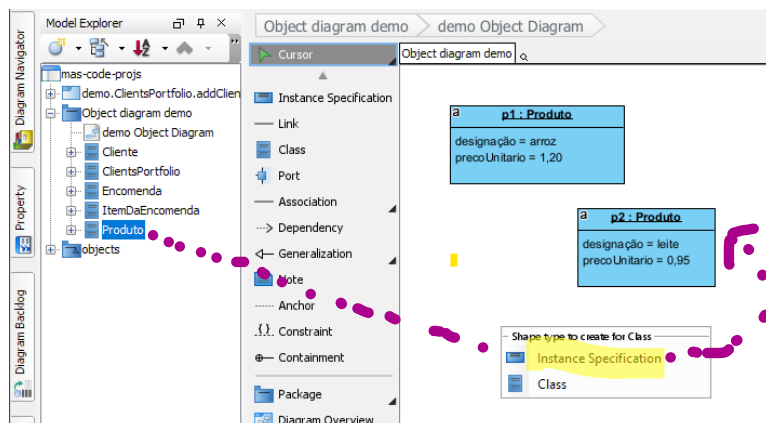 Model Explorer
mas-code-projs
demo.ClientsPortfolio.addClien
Object diagram demo
demo Object Diagram
Cliente
ClientsPortfolio
Encomenda
ItemDaEncomenda
Produto
objects
Diagram Navigator
Property
Diagram Backlog
Object diagram demo
demo Object Diagram
Cursor
Instance Specification
Link
Class
Port
Association
Dependency
Generalization
Note
Anchor
Constraint
Containment
Package
Diagram Overview
Object diagram demo
a
p1 : Produto
designação = arroz
precoUnitario = 1,20
a
p2 : Produto
designação = leite
precoUnitario = 0,95
Shape type to create for Class
Instance Specification
Class